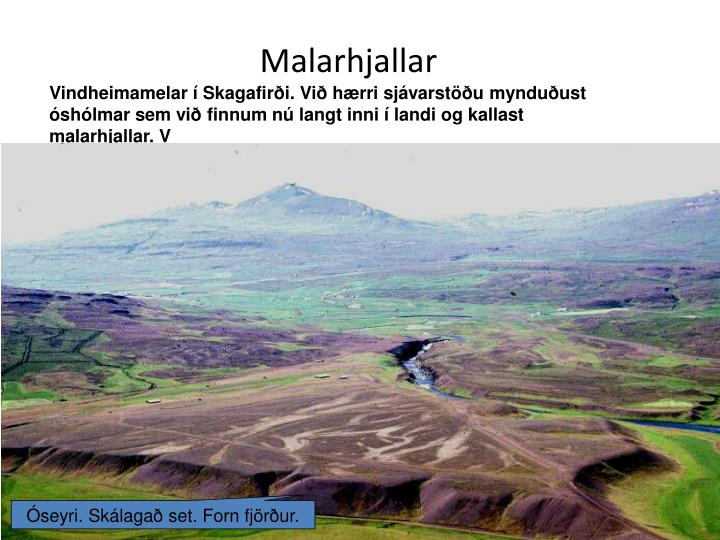 Malarhjallar
Vindheimamelar í Skagafirði. Við hærri sjávarstöðu mynduðust
óshólmar sem við finnum nú langt inni í landi og kallast
malarhjallar. V
Óseyri. Skálagað set. Forn fjörður.